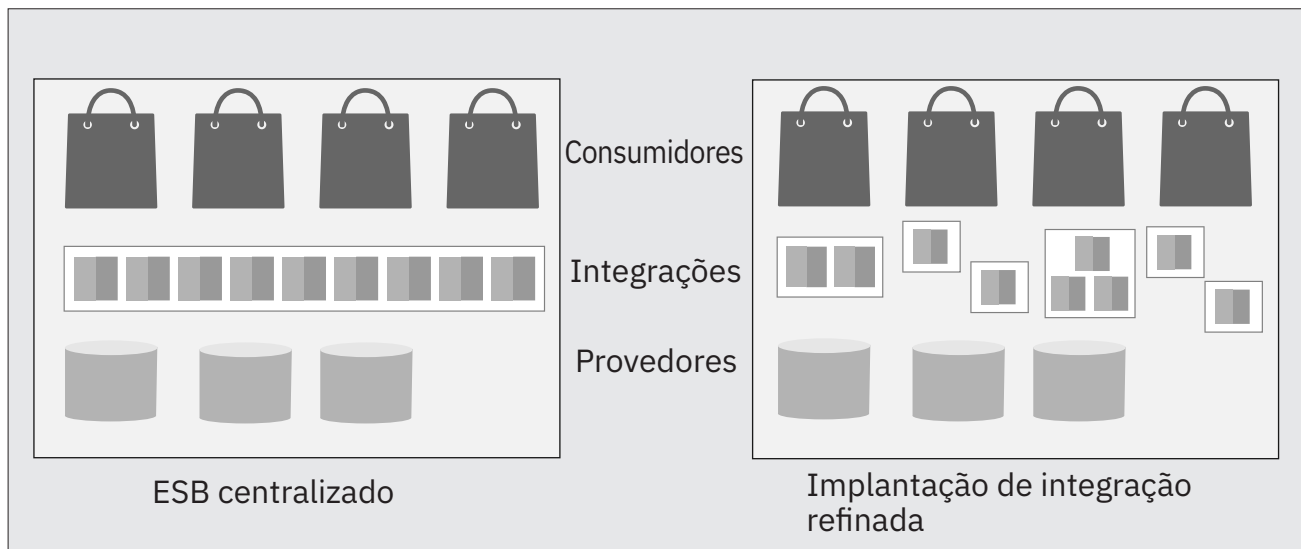 Consumidores
Integrações
Provedores
ESB centralizado
Implantação de integração
refinada